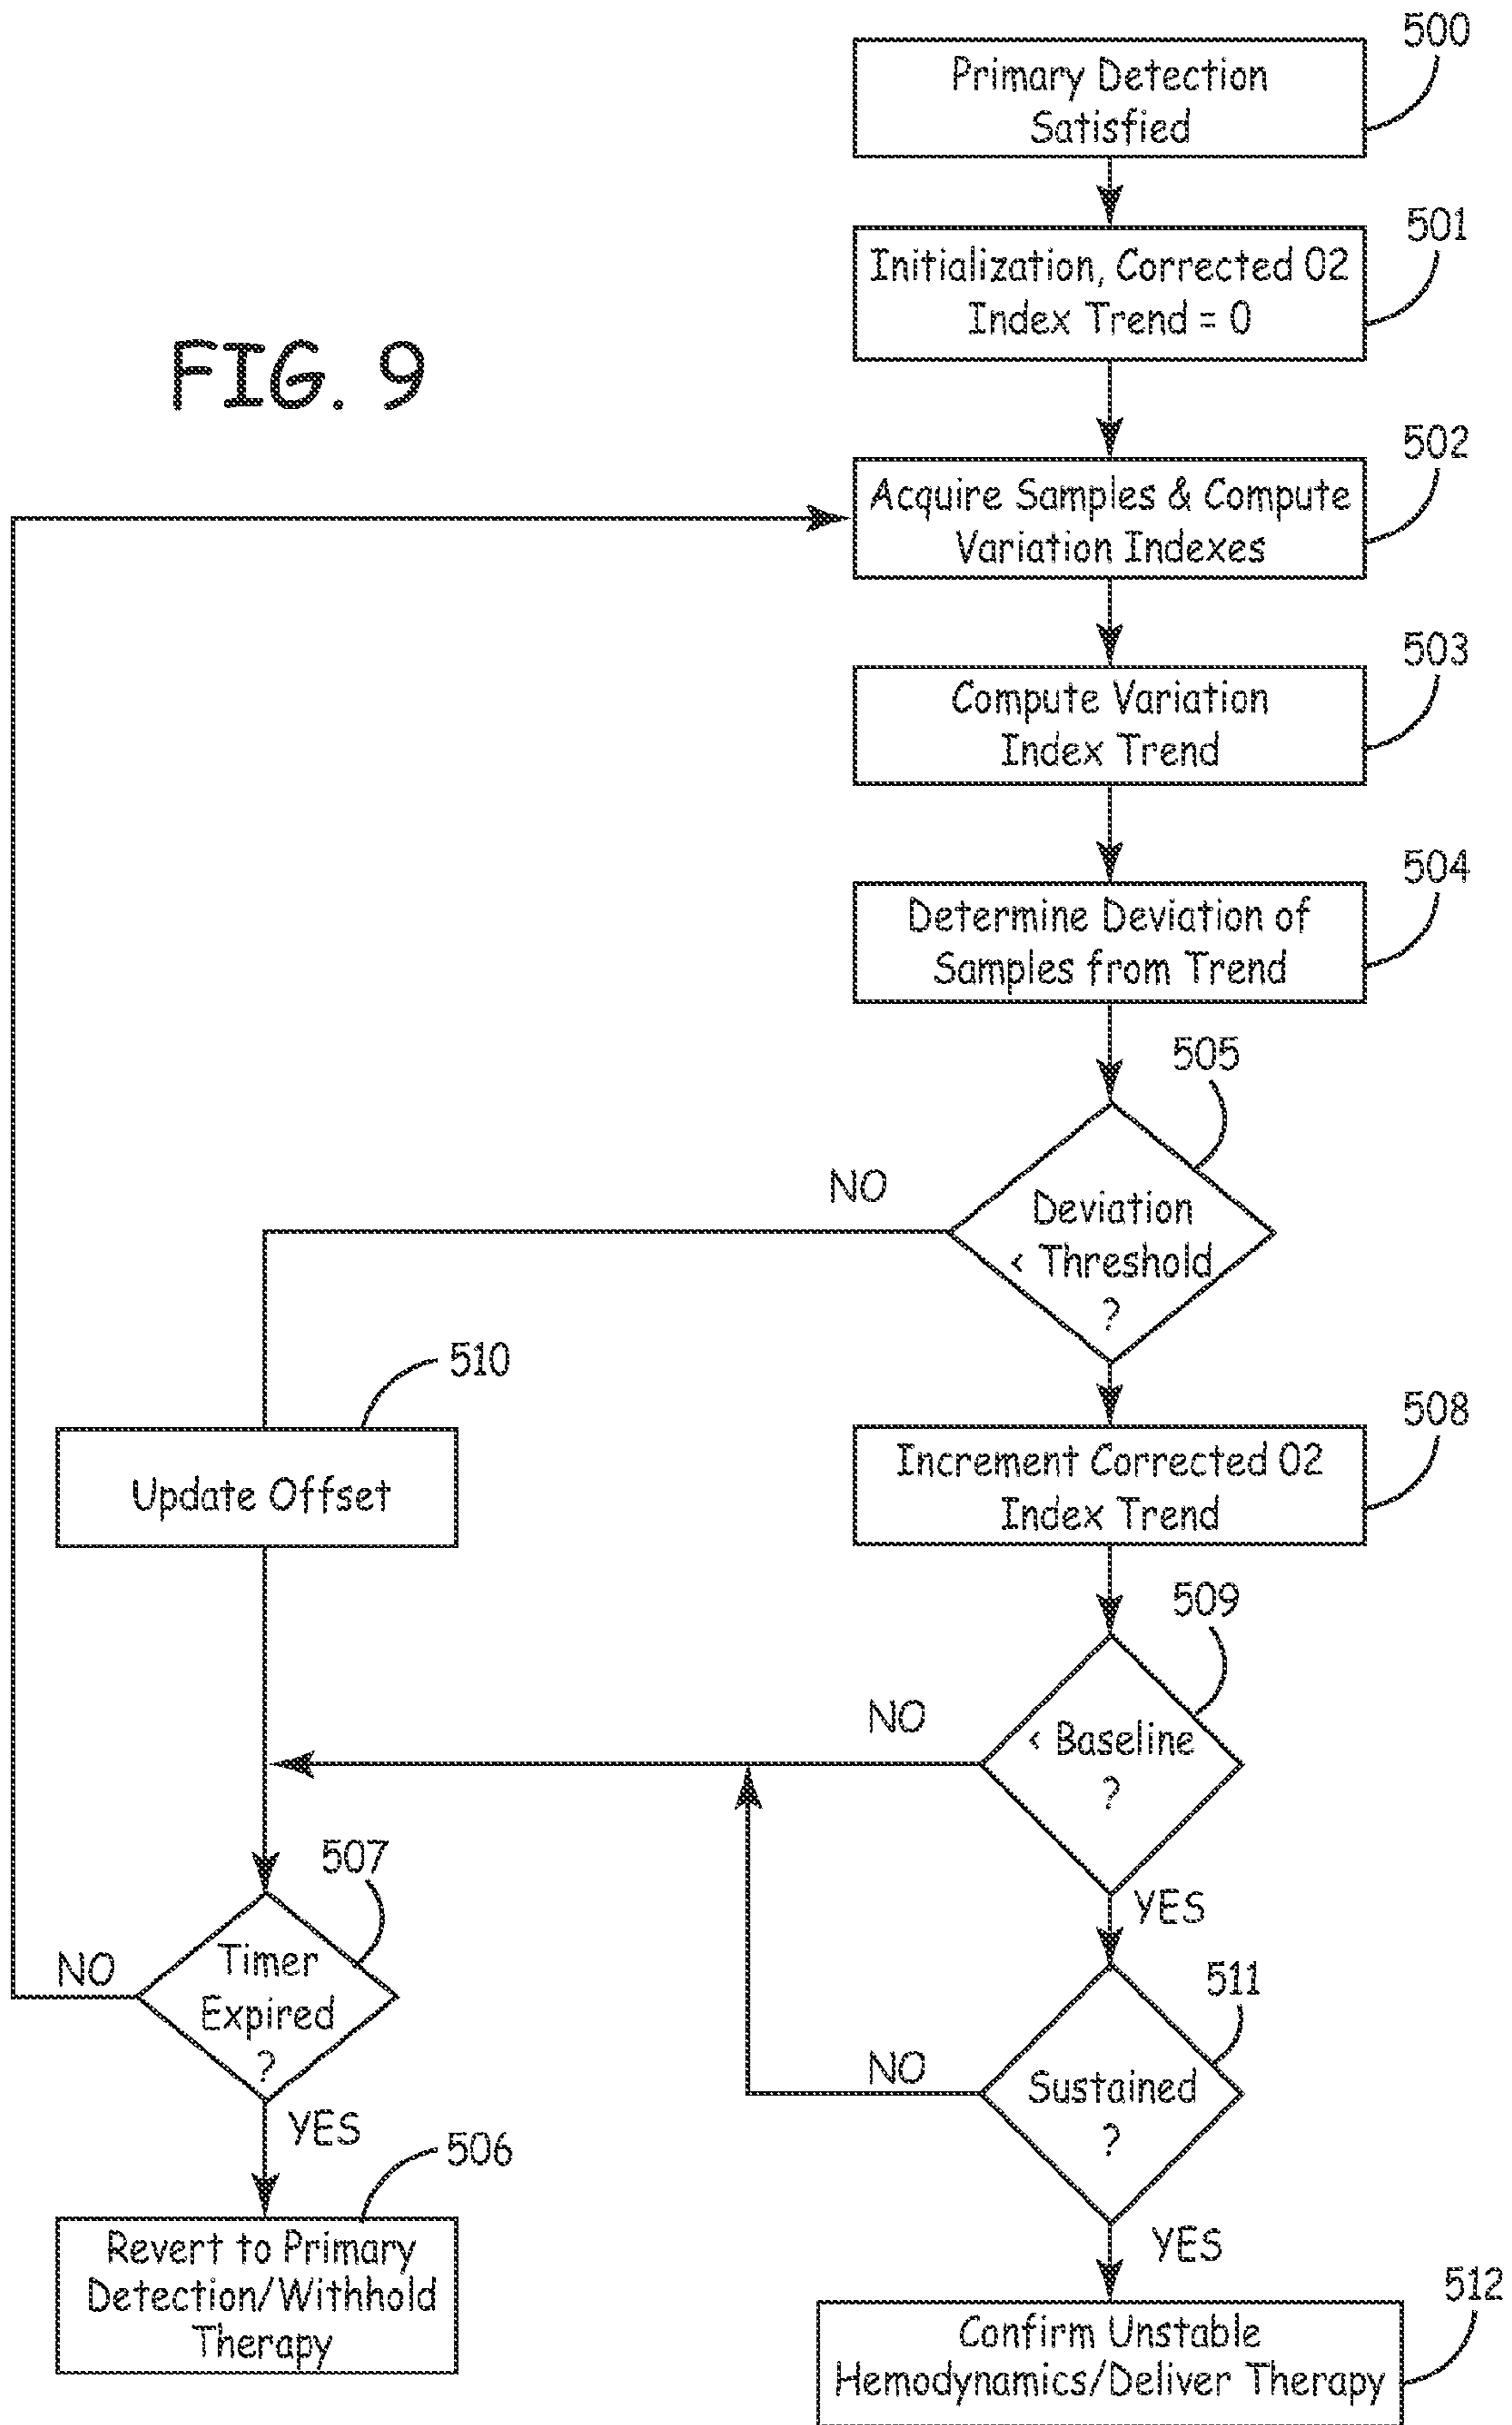 500
Primary Detection
Satisfied
501
Initialization, Corrected O2
Index Trend = 0
FIG. 9
502
Acquire Samples & Compute
Variation Indexes
503
Compute Variation
Index Trend
504
Determine Deviation of
Samples from Trend
505
NO
Deviation
< Threshold
?
510
Update Offset
508
Increment Corrected O2
Index Trend
509
NO
< Baseline
?
YES
507
NO
Timer
Expired
?
YES
511
NO
Sustained
?
YES
506
Revert to Primary
Detection/Withhold
Therapy
512
Confirm Unstable
Hemodynamics/Deliver Therapy